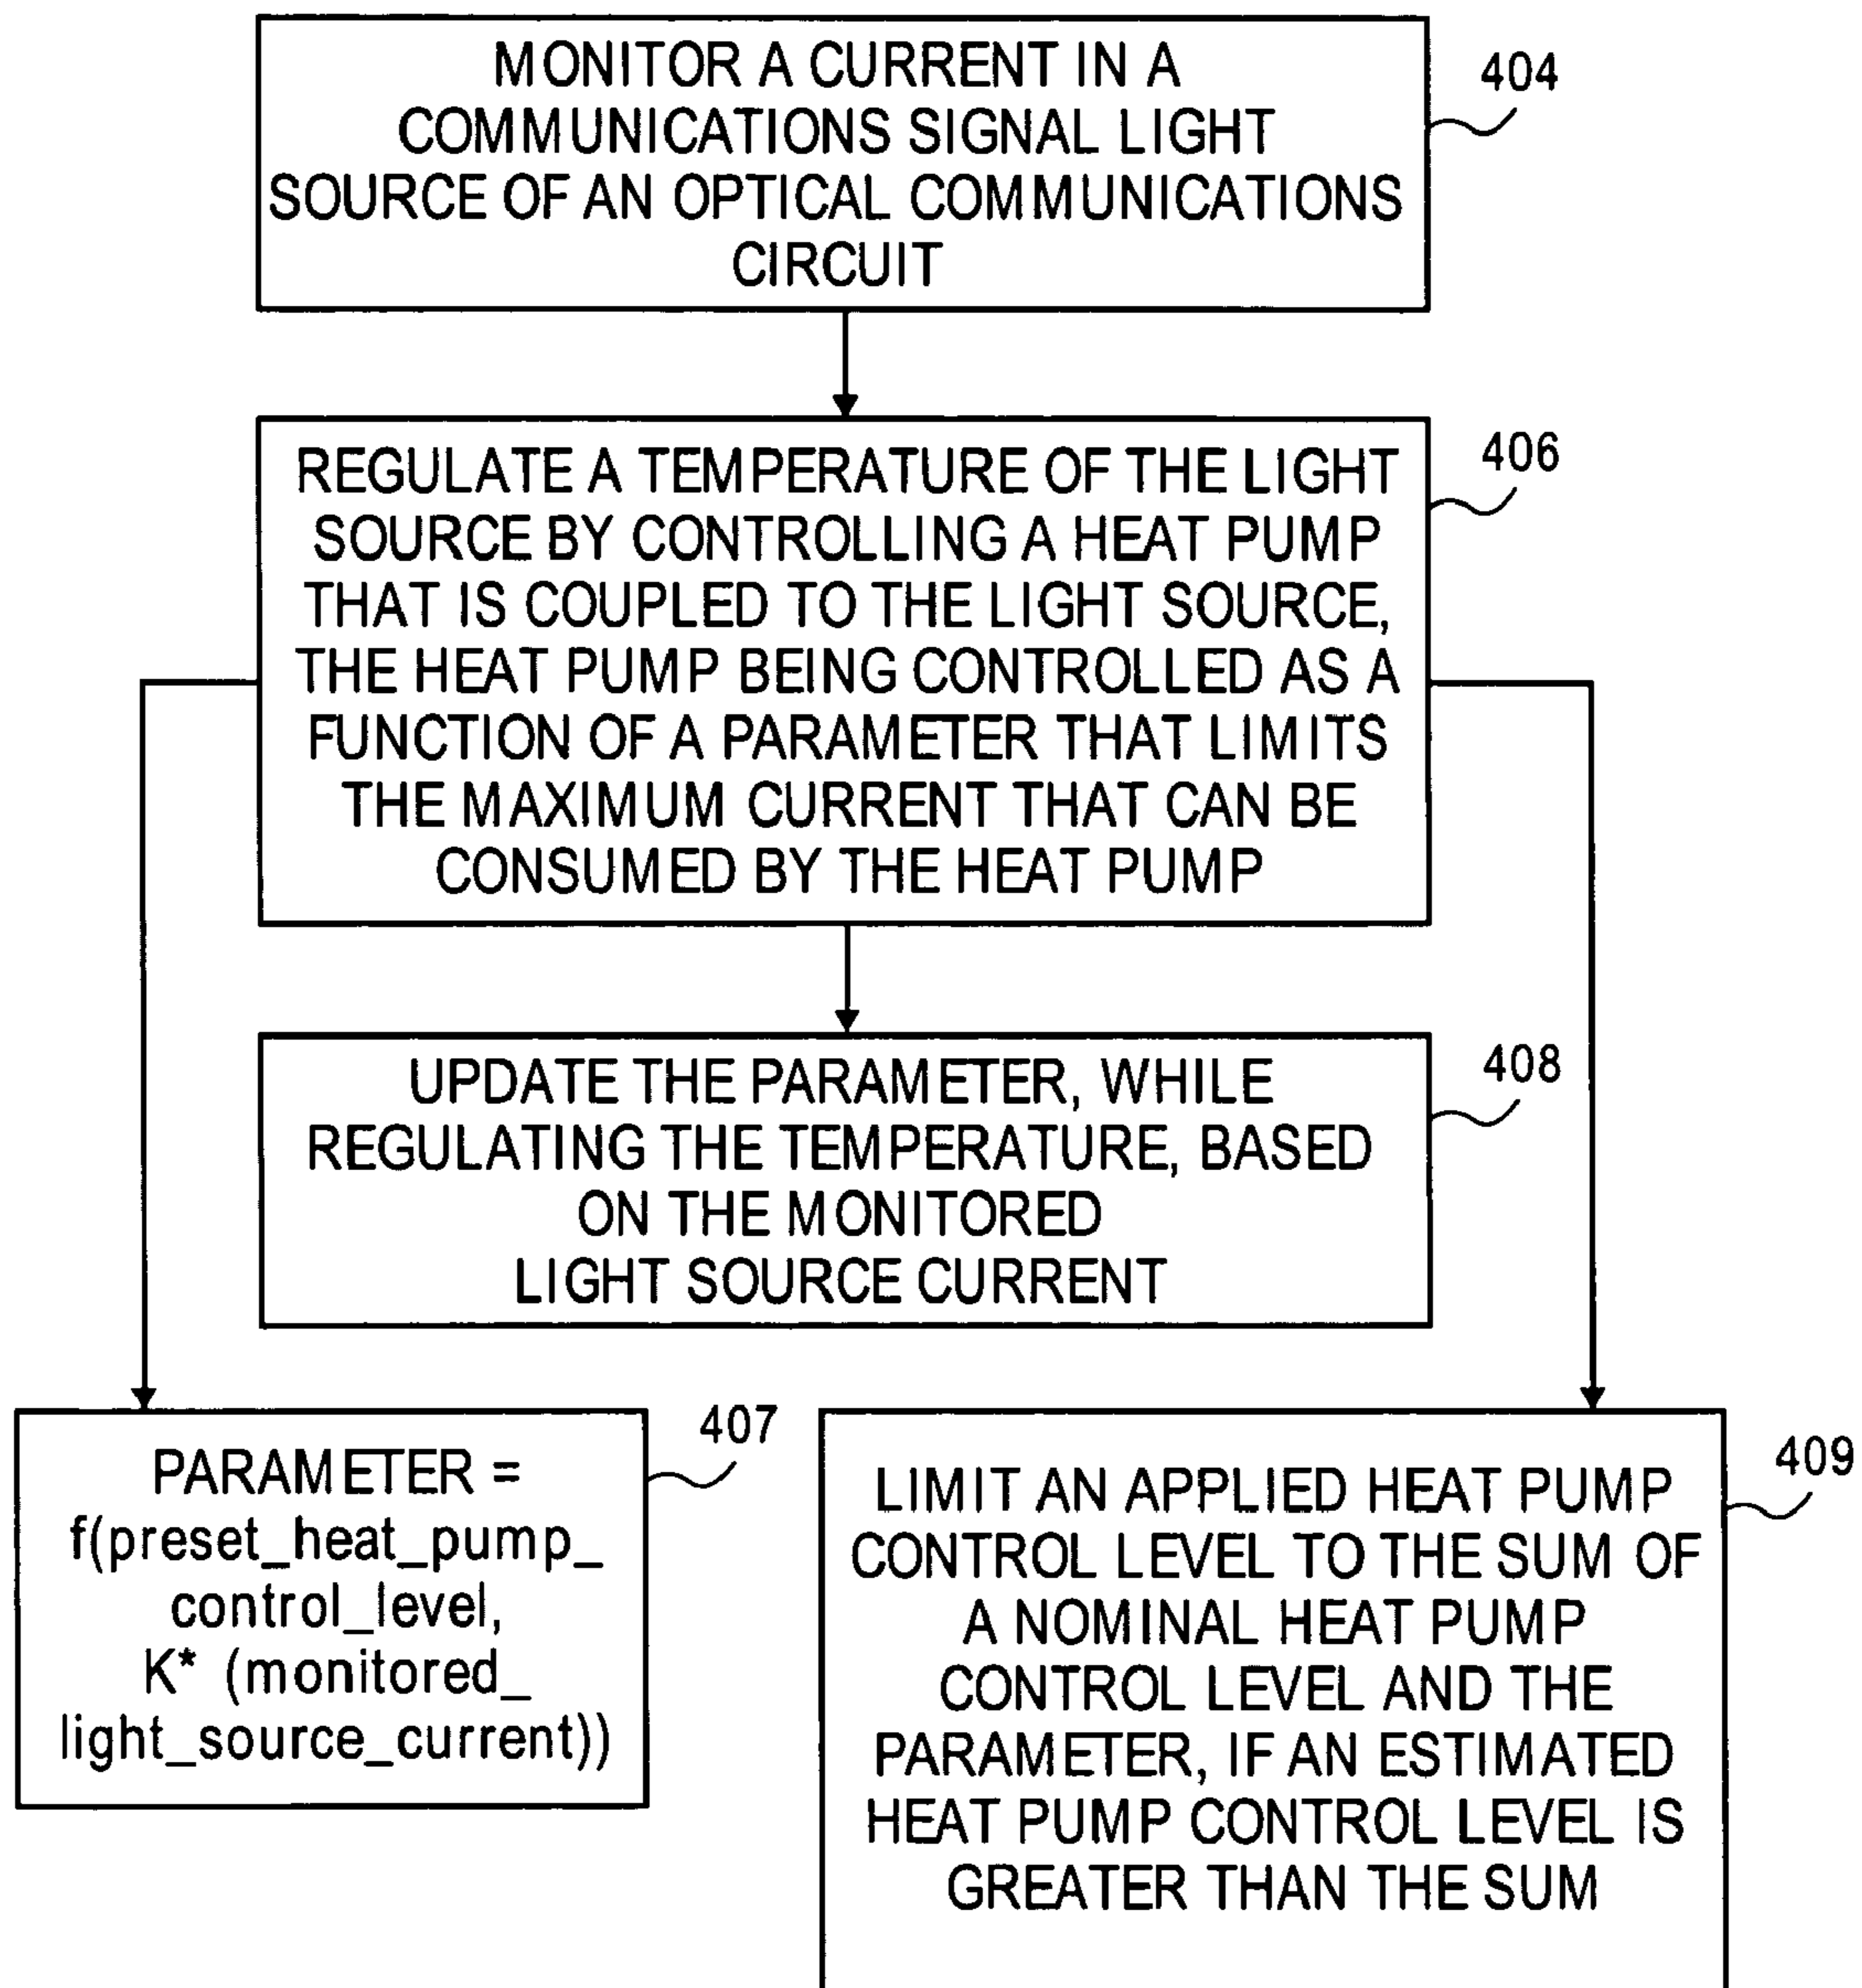 MONITOR A CURRENT IN A
COMMUNICATIONS SIGNAL LIGHT
SOURCE OF AN OPTICAL COMMUNICATIONS
CIRCUIT
404
REGULATE A TEMPERATURE OF THE LIGHT
SOURCE BY CONTROLLING A HEAT PUMP
THAT IS COUPLED TO THE LIGHT SOURCE,
THE HEAT PUMP BEING CONTROLLED AS A
FUNCTION OF A PARAMETER THAT LIMITS
THE MAXIMUM CURRENT THAT CAN BE
CONSUMED BY THE HEAT PUMP
406
UPDATE THE PARAMETER, WHILE
REGULATING THE TEMPERATURE, BASED
ON THE MONITORED
LIGHT SOURCE CURRENT
408
PARAMETER =
f(preset_heat_pump_
control_level,
K* (monitored_
light_source_current))
407
LIMIT AN APPLIED HEAT PUMP
CONTROL LEVEL TO THE SUM OF
A NOMINAL HEAT PUMP
CONTROL LEVEL AND THE
PARAMETER, IF AN ESTIMATED
HEAT PUMP CONTROL LEVEL IS
GREATER THAN THE SUM
409